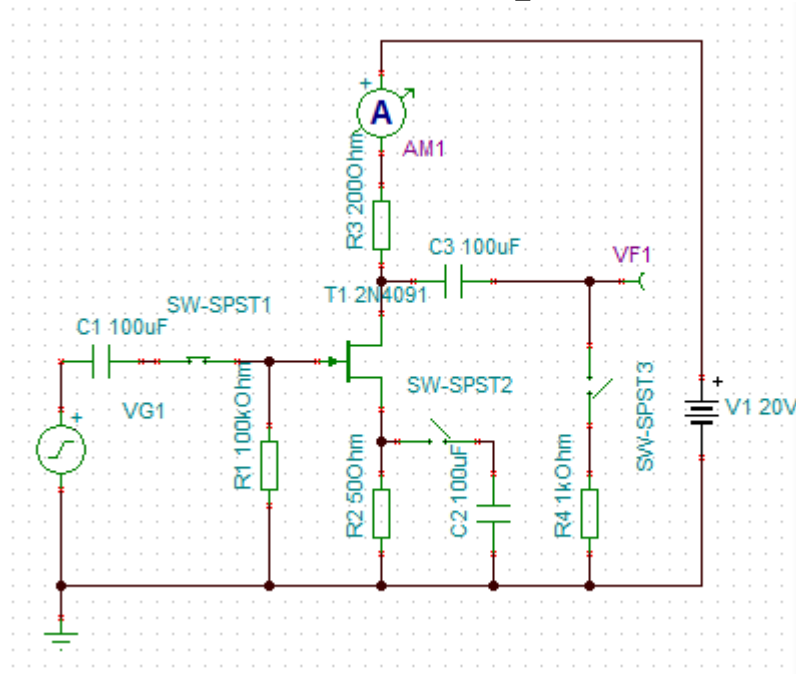 A
AM1
R3 200Ohm
C3 100uF
VF1
T1 2N4091
SW-SPST1
C1 100uF
SW-SPST2
SW-SPST3
+
V1 20V
VG1
+
R1 100kOhm
R2 50Ohm
C2 100uF
R4 1kOhm
+